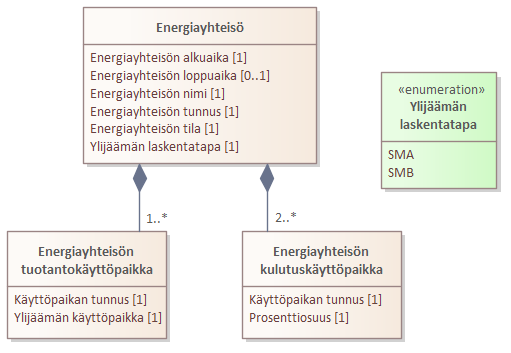 Energiayhteisö
Energiayhteisön alkuaika [1]
Energiayhteisön loppuaika [0..1]
Energiayhteisön nimi [1]
Energiayhteisön tunnus [1]
Energiayhteisön tila [1]
Ylijäämän laskentatapa [1]
«enumeration»
Ylijäämän
laskentatapa
SMA
SMB
1..*
2..*
Energiayhteisön
tuotantokäyttöpaikka
Käyttöpaikan tunnus [1]
Ylijäämän käyttöpaikka [1]
Energiayhteisön
kulutuskäyttöpaikka
Käyttöpaikan tunnus [1]
Prosenttiosuus [1]